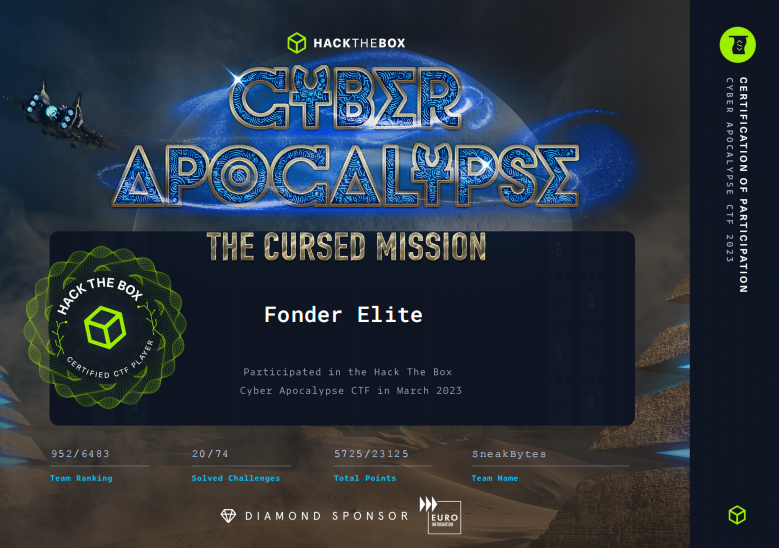 HACKTHEBOX
CYBER
APOCALYPSE
THE CURSED MISSION
HACK THE BOX
CERTIFIED CTF PLAYER
Fonder Elite
Participated in the Hack The Box
Cyber Apocalypse CTF in March 2023
952/6483
Team Ranking
20/74
Solved Challenges
5725/23125
Total Points
SneakBytes
Team Name
DIAMOND SPONSOR
EURO
INFORMATION
CERTIFICATION OF PARTICIPATION
CYBER APOCALYPSE CTF 2023